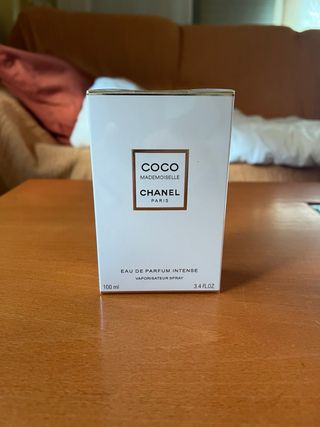 COCO
MADEMOISELLE
CHANEL
PARIS
EAU DE PARFUM INTENSE
VAPORISATEUR SPRAY
100 ml 3.4 fl.OZ